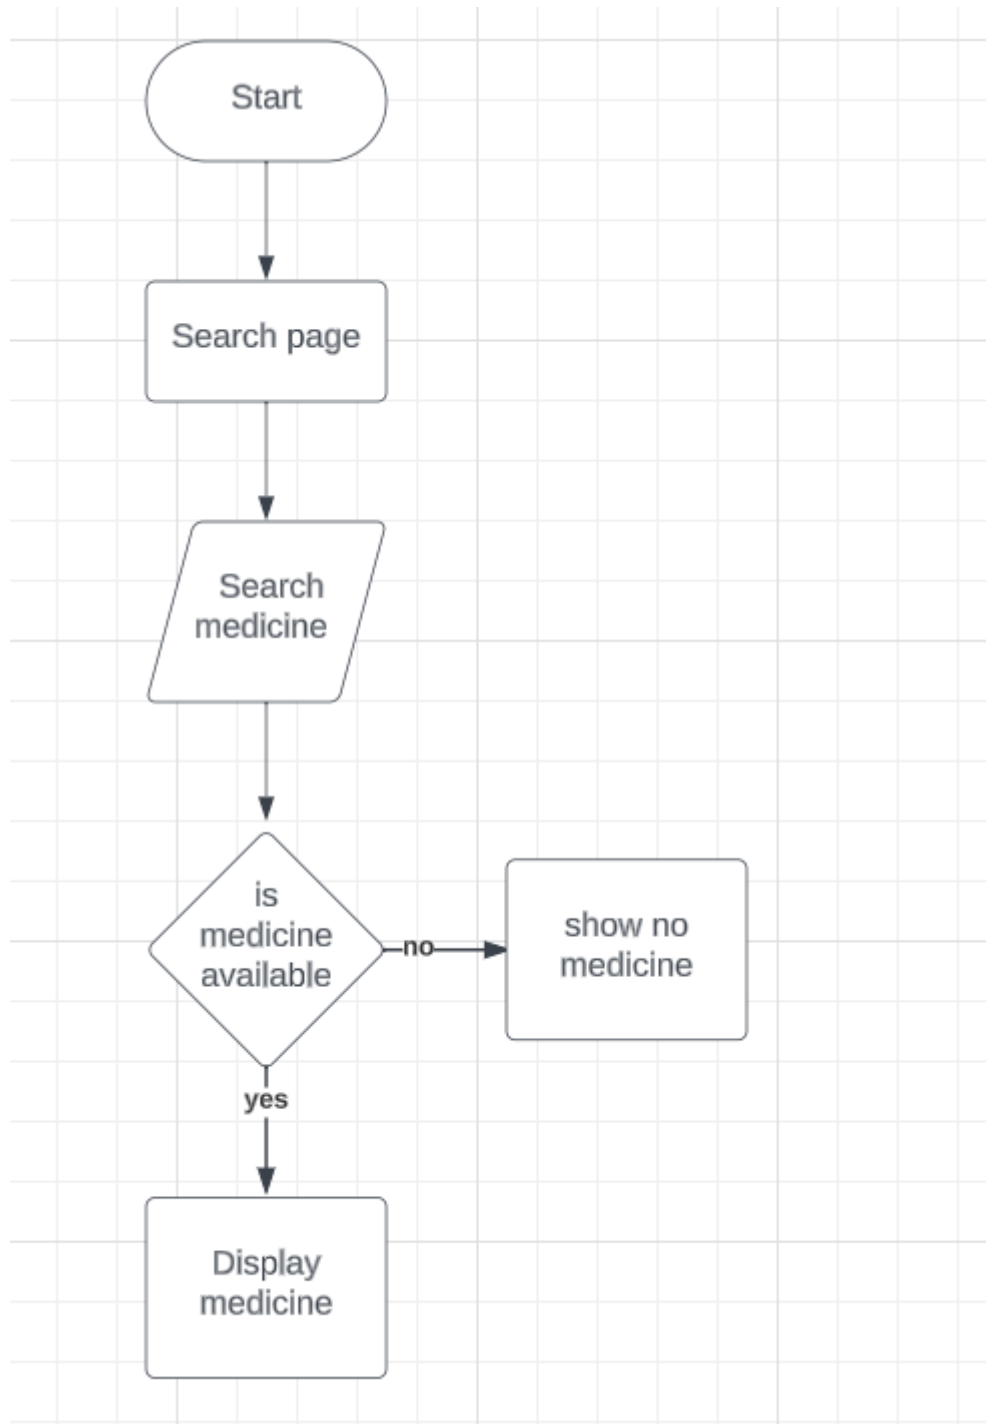 Start
Search page
Search
medicine
is
medicine
available
no
show no
medicine
yes
Display
medicine